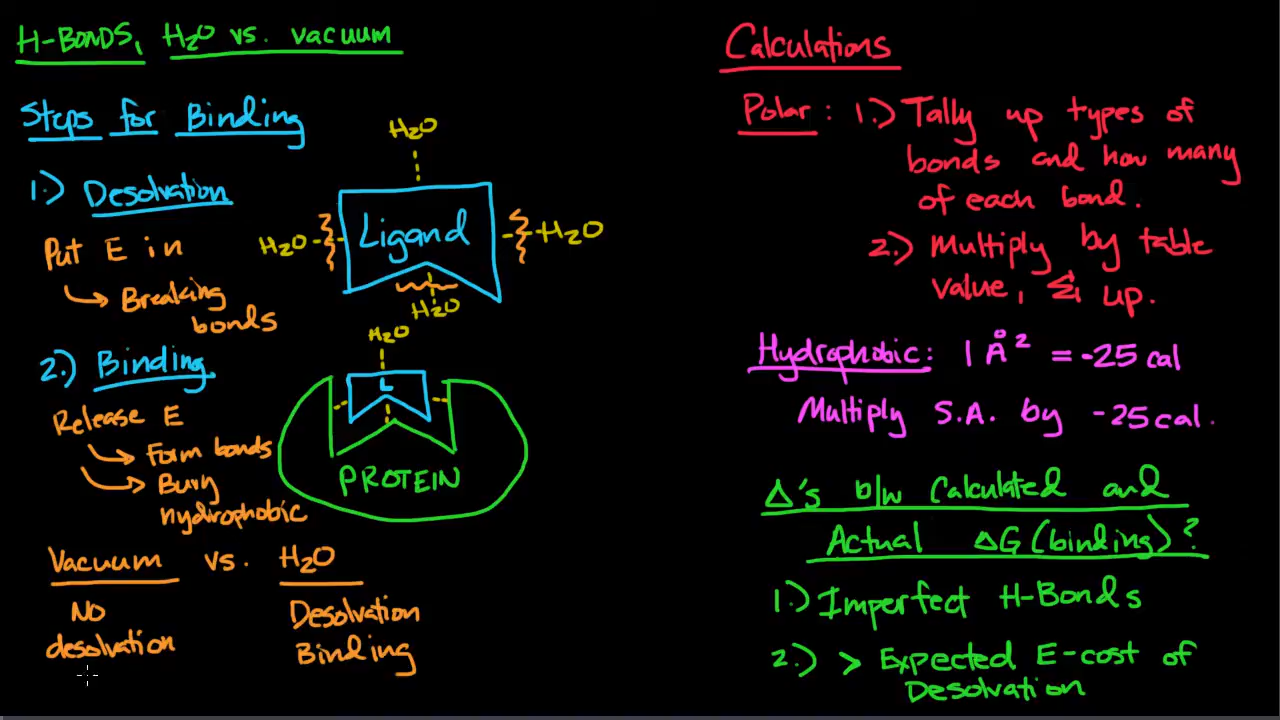 H-BONDS, H₂O vs. vacuum
Steps for Binding
1.) Desolvation
Put E in
Breaking
bonds
2.) Binding
Release E
Form bonds
Bury
hydrophobic
Vacuum vs. H₂O
No
desolvation
Desolvation
Binding
H₂O
Ligand
H₂O
H₂O
H₂O
H₂O
L
PROTEIN
Calculations
Polar: 1.) Tally up types of
bonds and how many
of each bond.
2.) Multiply by table
value, Σ up.
Hydrophobic: 1 Å² = -25 cal
Multiply S.A. by -25 cal.
Δ's b/w Calculated and
Actual ΔG (binding)?
1.) Imperfect H-Bonds
2.) > Expected E-cost of
Desolvation